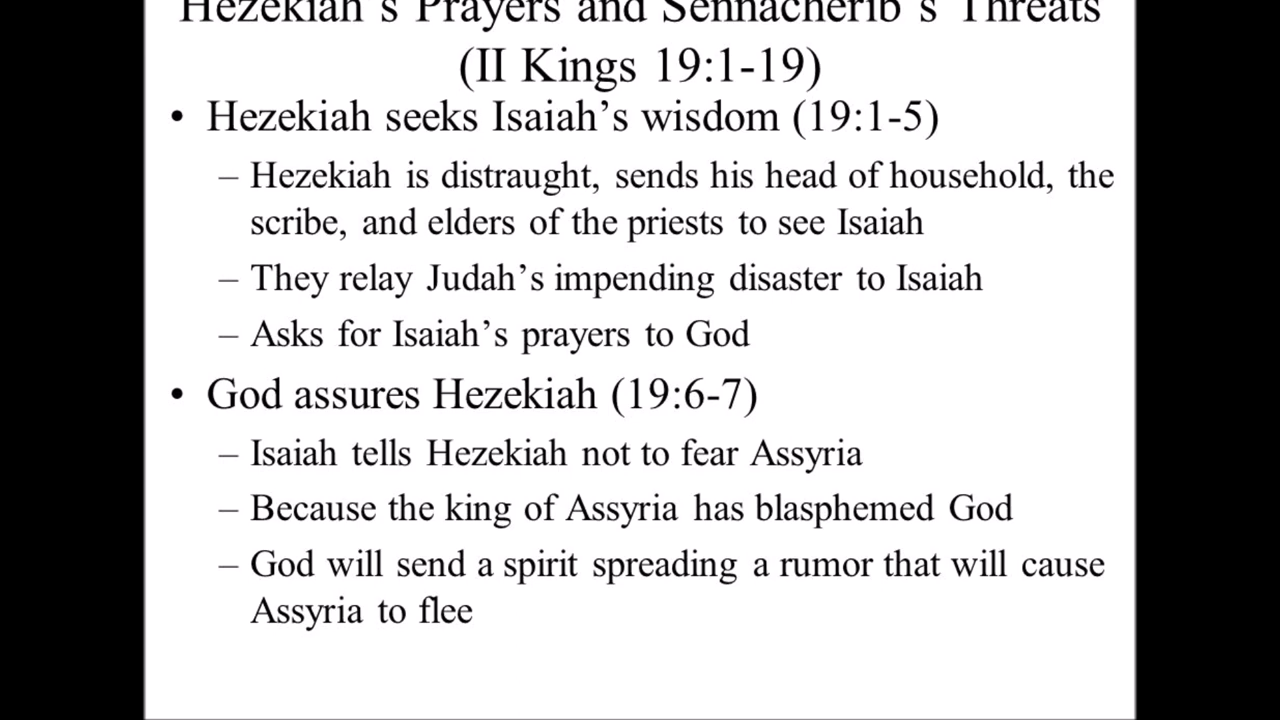 Hezekiah's Prayers and Sennacherib's Threats
(II Kings 19:1-19)
• Hezekiah seeks Isaiah's wisdom (19:1-5)
– Hezekiah is distraught, sends his head of household, the
scribe, and elders of the priests to see Isaiah
– They relay Judah's impending disaster to Isaiah
– Asks for Isaiah's prayers to God
• God assures Hezekiah (19:6-7)
– Isaiah tells Hezekiah not to fear Assyria
– Because the king of Assyria has blasphemed God
– God will send a spirit spreading a rumor that will cause
Assyria to flee